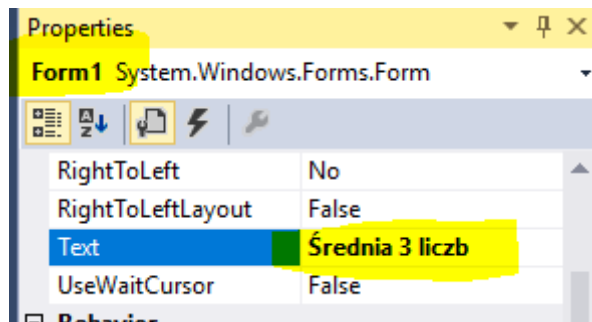 Properties
Form1 System.Windows.Forms.Form
RightToLeft No
RightToLeftLayout False
Text Średnia 3 liczb
UseWaitCursor False
Behavior